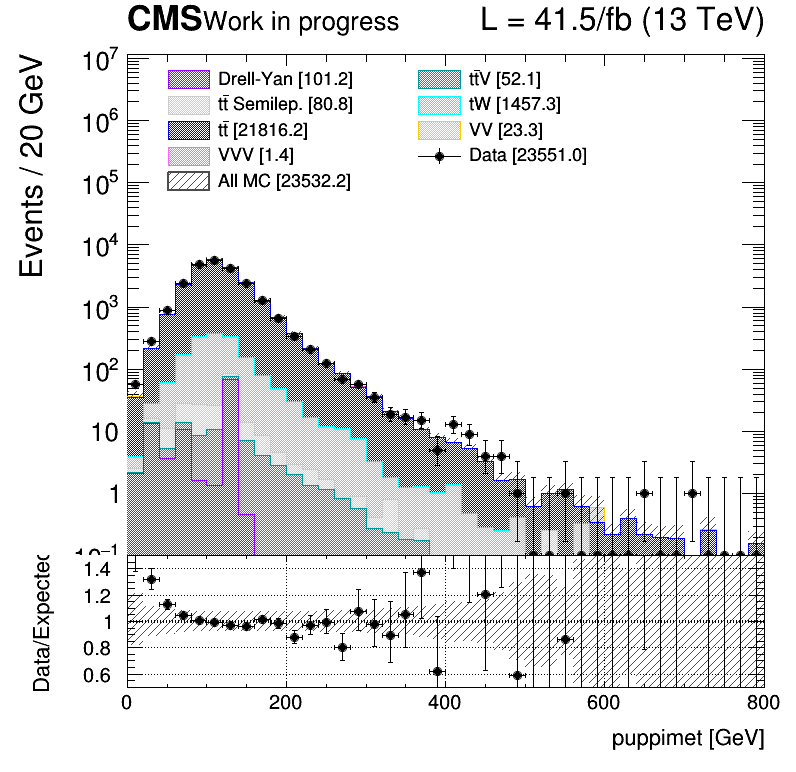 CMS Work in progress L = 41.5/fb (13 TeV)
Events / 20 GeV
10⁷
10⁶
10⁵
10⁴
10³
10²
10
1
10⁻¹
Drell-Yan [101.2]
tt̄ Semilep. [80.8]
tt̄ [21816.2]
VVV [1.4]
All MC [23532.2]
tt̄V [52.1]
tW [1457.3]
VV [23.3]
Data [23551.0]
Data/Expected
1.4
1.2
1
0.8
0.6
0 200 400 600 800
puppimet [GeV]